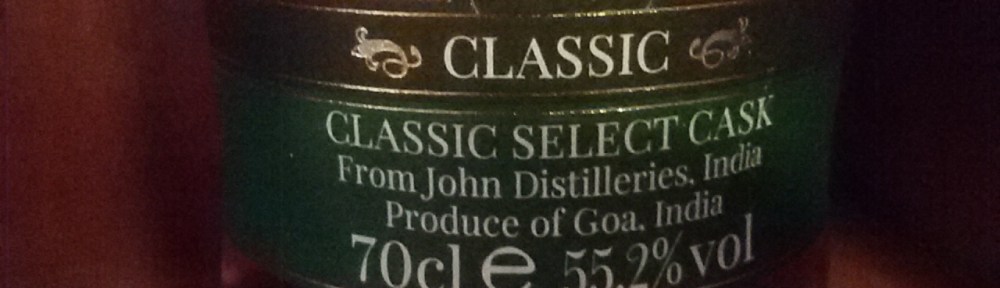 CLASSIC
CLASSIC SELECT CASK
From John Distilleries, India
Produce of Goa, India
70cl e 55.2% vol